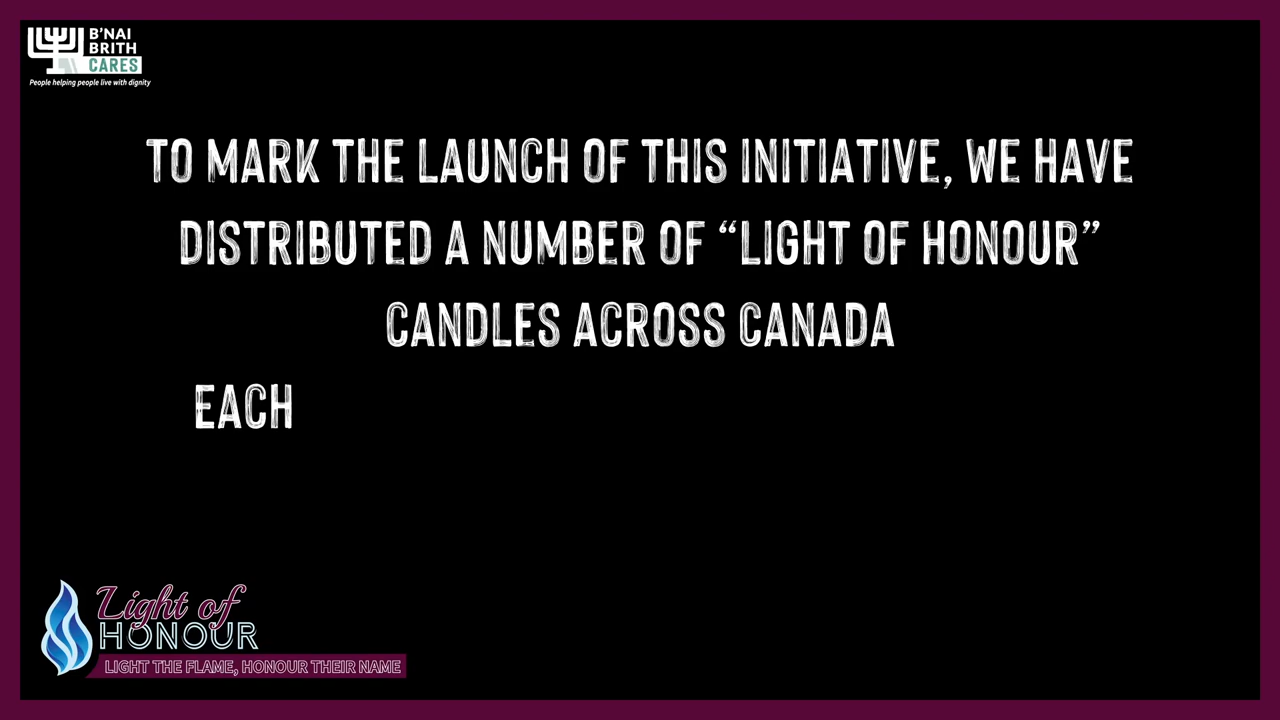 B'NAI
BRITH
CARES
People helping people live with dignity
TO MARK THE LAUNCH OF THIS INITIATIVE, WE HAVE
DISTRIBUTED A NUMBER OF “LIGHT OF HONOUR”
CANDLES ACROSS CANADA
EACH
Light of
HONOUR
LIGHT THE FLAME, HONOUR THEIR NAME